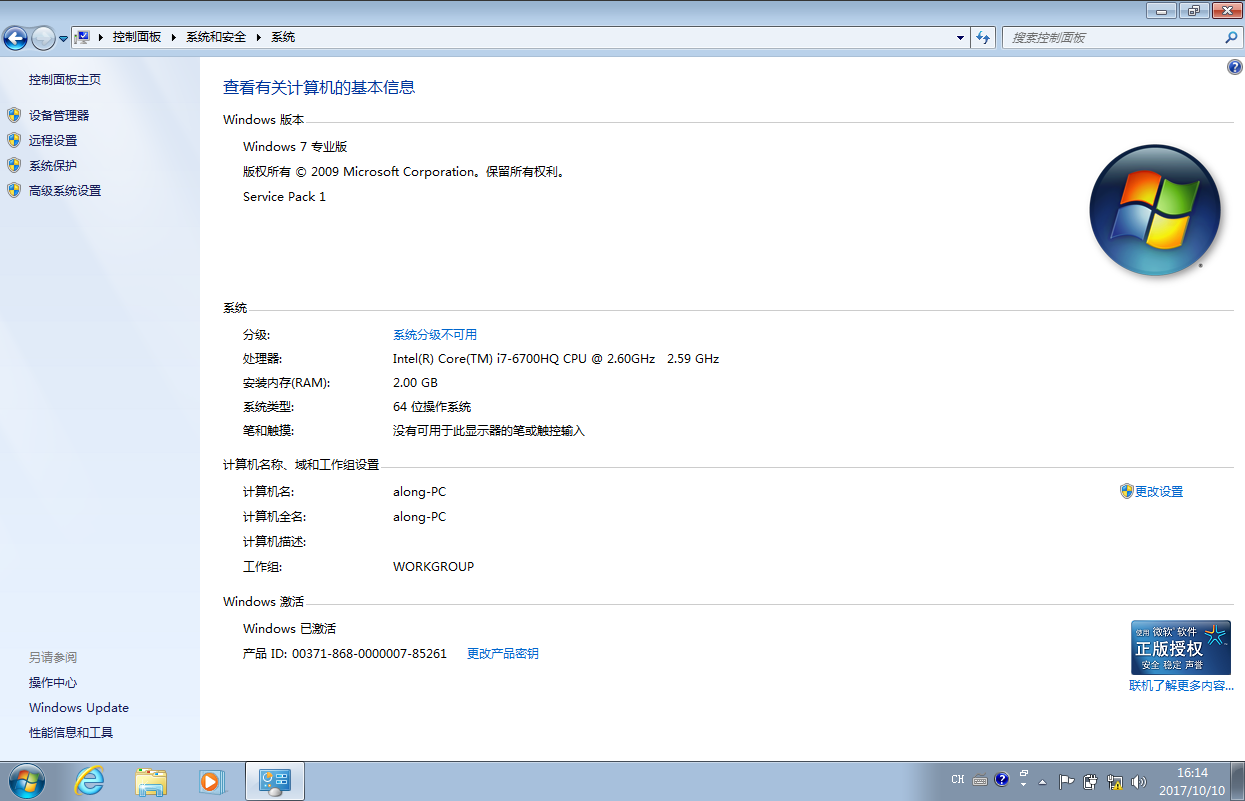 控制面板 ▸ 系统和安全 ▸ 系统
搜索控制面板
控制面板主页
设备管理器
远程设置
系统保护
高级系统设置
另请参阅
操作中心
Windows Update
性能信息和工具
查看有关计算机的基本信息
Windows 版本
Windows 7 专业版
版权所有 © 2009 Microsoft Corporation。保留所有权利。
Service Pack 1
系统
分级: 系统分级不可用
处理器: Intel(R) Core(TM) i7-6700HQ CPU @ 2.60GHz 2.59 GHz
安装内存(RAM): 2.00 GB
系统类型: 64 位操作系统
笔和触摸: 没有可用于此显示器的笔或触控输入
计算机名称、域和工作组设置
计算机名: along-PC
更改设置
计算机全名: along-PC
计算机描述:
工作组: WORKGROUP
Windows 激活
Windows 已激活
产品 ID: 00371-868-0000007-85261 更改产品密钥
使用 微软 软件
正版授权
安全 稳定 声誉
联机了解更多内容...
CH
16:14
2017/10/10